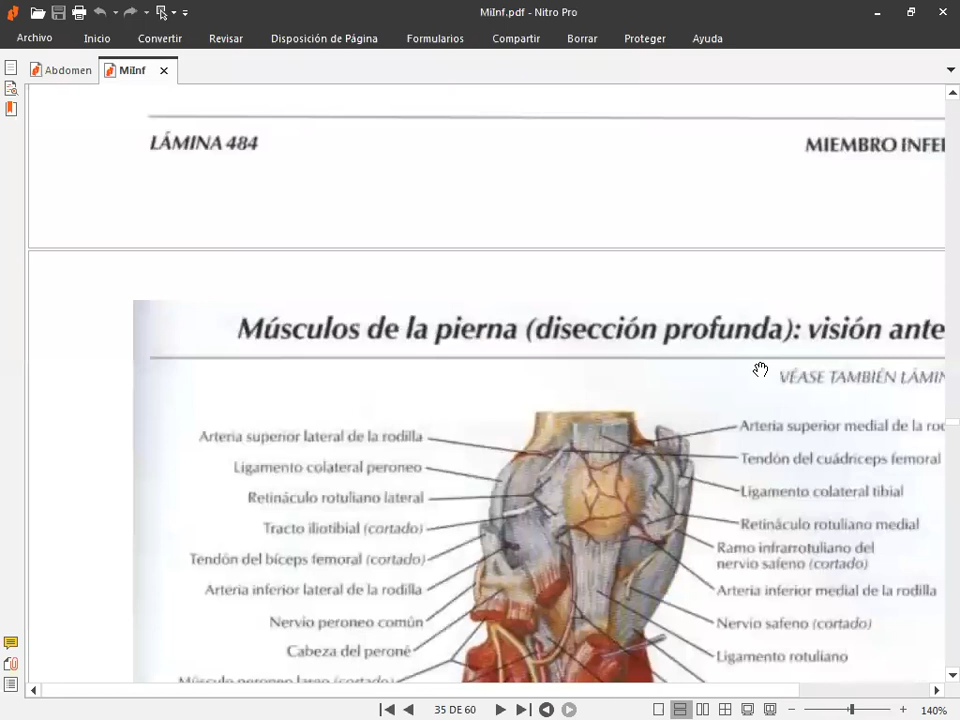 MiInf.pdf - Nitro Pro
Archivo Inicio Convertir Revisar Disposición de Página Formularios Compartir Borrar Proteger Ayuda
Abdomen MiInf
LÁMINA 484 MIEMBRO INFE
Músculos de la pierna (disección profunda): visión ante
VÉASE TAMBIÉN LÁMIN
Arteria superior lateral de la rodilla
Ligamento colateral peroneo
Retináculo rotuliano lateral
Tracto iliotibial (cortado)
Tendón del bíceps femoral (cortado)
Arteria inferior lateral de la rodilla
Nervio peroneo común
Cabeza del peroné
Músculo peroneo largo (cortado)
Arteria superior medial de la rod
Tendón del cuádriceps femoral
Ligamento colateral tibial
Retináculo rotuliano medial
Ramo infrarrotuliano del
nervio safeno (cortado)
Arteria inferior medial de la rodilla
Nervio safeno (cortado)
Ligamento rotuliano
35 DE 60
140%